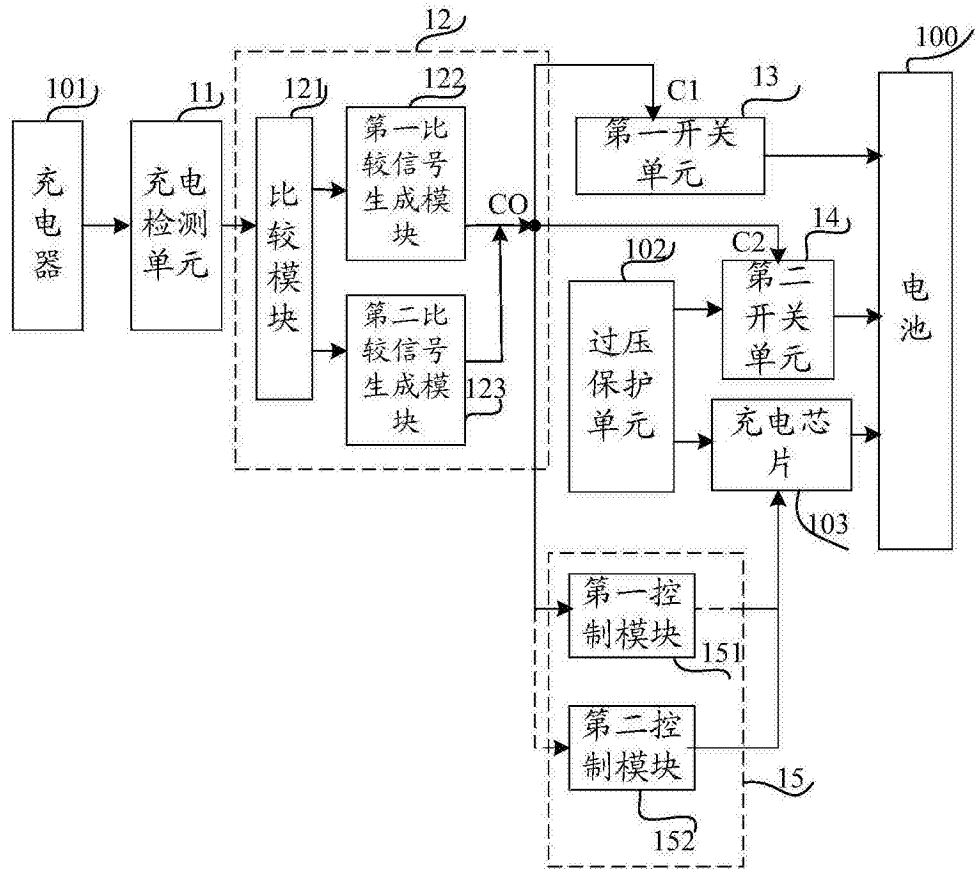 12
100
101
11
121
122
C1
13
充电器
充电
检测
单元
比较模块
第一比
较信号
生成模
块
第一开关
单元
CO
C2
14
102
第二
开关
单元
电池
第二比
较信号
生成模
块
123
过压
保护
单元
充电芯
片
103
第一控
制模块
151
第二控
制模块
152
15